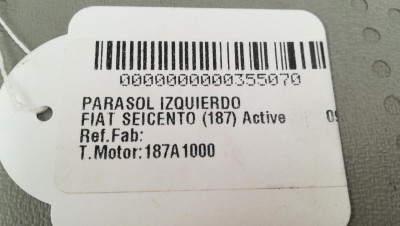 0000000000355070
PARASOL IZQUIERDO
FIAT SEICENTO (187) Active
Ref.Fab:
T.Motor:187A1000